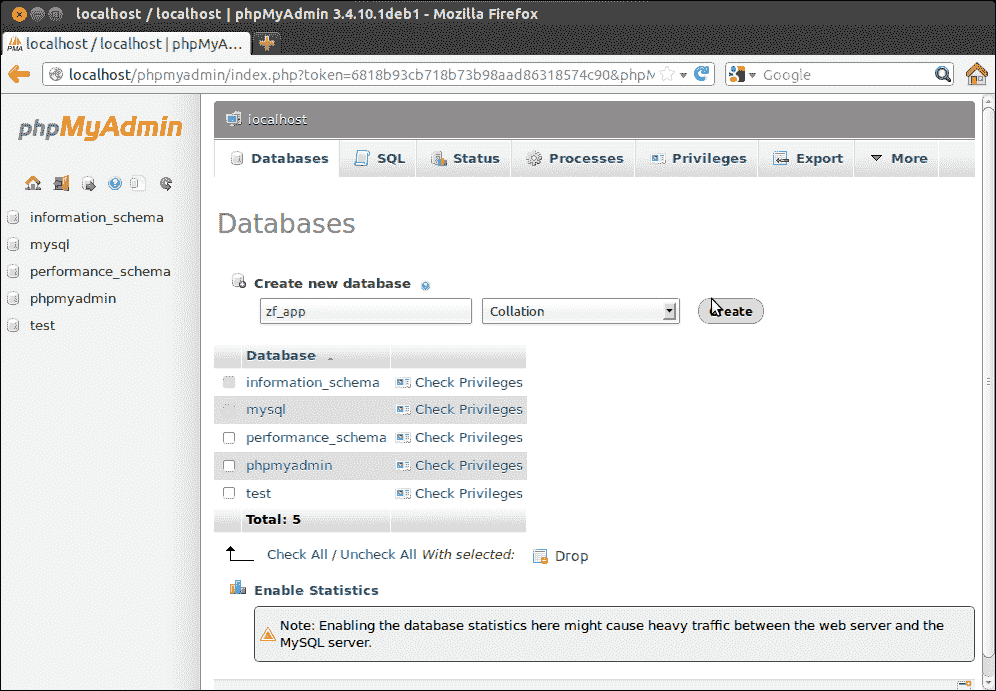 localhost / localhost | phpMyAdmin 3.4.10.1deb1 - Mozilla Firefox
localhost / localhost | phpMyA...
localhost/phpmyadmin/index.php?token=6818b93cb718b73b98aad86318574c90&phpM
Google
phpMyAdmin
localhost
Databases SQL Status Processes Privileges Export More
information_schema
mysql
performance_schema
phpmyadmin
test
Databases
Create new database
zf_app Collation Create
Database
information_schema Check Privileges
mysql Check Privileges
performance_schema Check Privileges
phpmyadmin Check Privileges
test Check Privileges
Total: 5
Check All / Uncheck All With selected: Drop
Enable Statistics
Note: Enabling the database statistics here might cause heavy traffic between the web server and the
MySQL server.